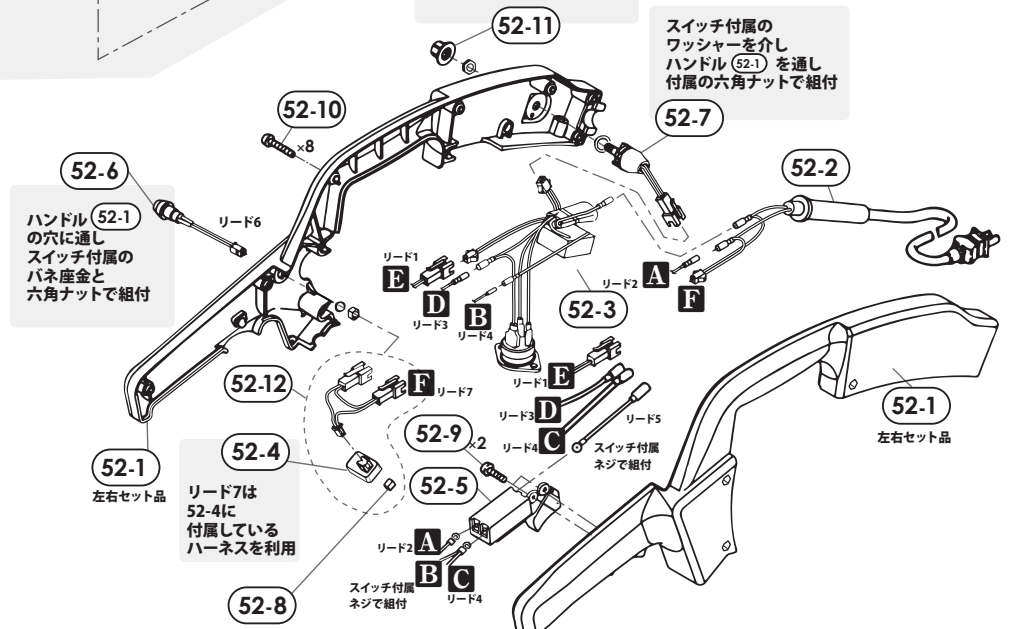 52-11
スイッチ付属の
ワッシャーを介し
ハンドル 52-1 を通し
付属の六角ナットで組付
52-10
×8
52-7
52-6
52-2
ハンドル 52-1
の穴に通し
スイッチ付属の
バネ座金と
六角ナットで組付
リード6
リード1
E
D
リード3
B
リード4
52-3
リード2
A
F
リード1
E
リード3
D
リード4
C
リード5
スイッチ付属
ネジで組付
52-12
F
リード7
52-1
左右セット品
52-9
×2
52-1
左右セット品
52-4
52-5
リード7は
52-4に
付属している
ハーネスを利用
リード2
A
B
C
リード4
スイッチ付属
ネジで組付
52-8